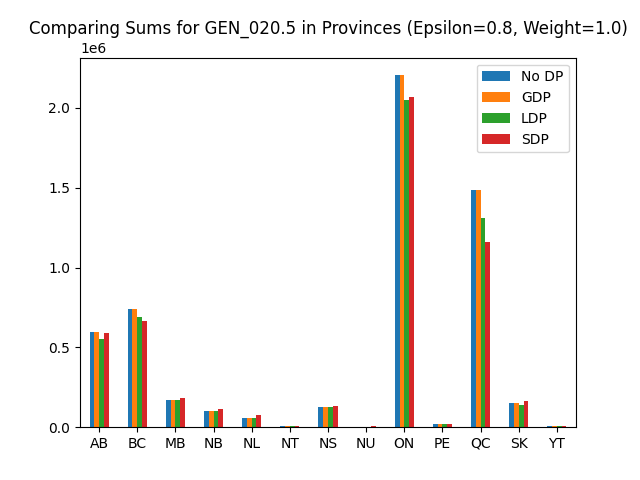 Comparing Sums for GEN_020.5 in Provinces (Epsilon=0.8, Weight=1.0)
1e6
No DP
GDP
LDP
SDP
2.0
1.5
1.0
0.5
0.0
AB BC MB NB NL NT NS NU ON PE QC SK YT